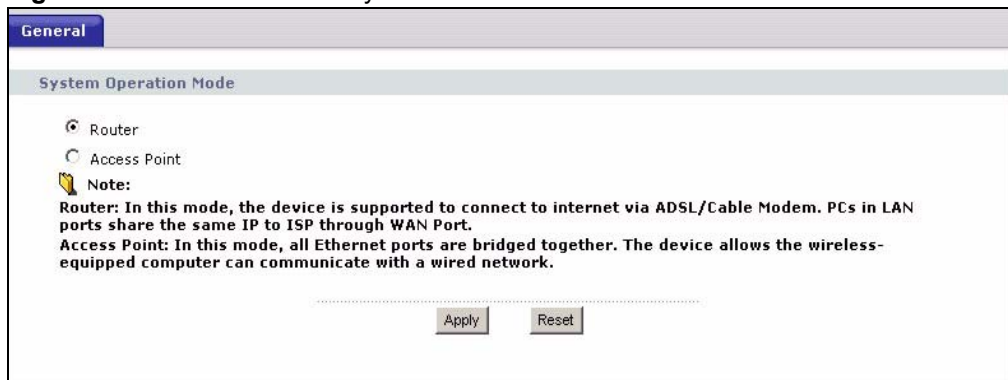 General
System Operation Mode
Router
Access Point
Note:
Router: In this mode, the device is supported to connect to internet via ADSL/Cable Modem. PCs in LAN
ports share the same IP to ISP through WAN Port.
Access Point: In this mode, all Ethernet ports are bridged together. The device allows the wireless-
equipped computer can communicate with a wired network.
Apply Reset